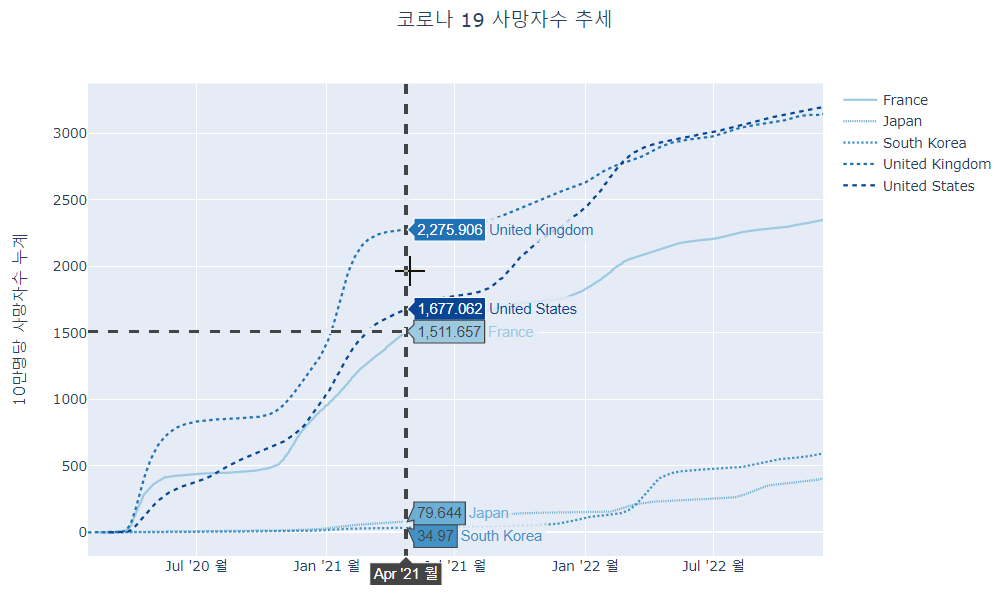 코로나 19 사망자수 추세
10만명당 사망자수 누계
3000
2500
2000
1500
1000
500
0
2,275.906 United Kingdom
1,677.062 United States
1,511.657 France
79.644 Japan
34.97 South Korea
Apr '21 월
Jul '20 월
Jan '21 월
Jul '21 월
Jan '22 월
Jul '22 월
France
Japan
South Korea
United Kingdom
United States